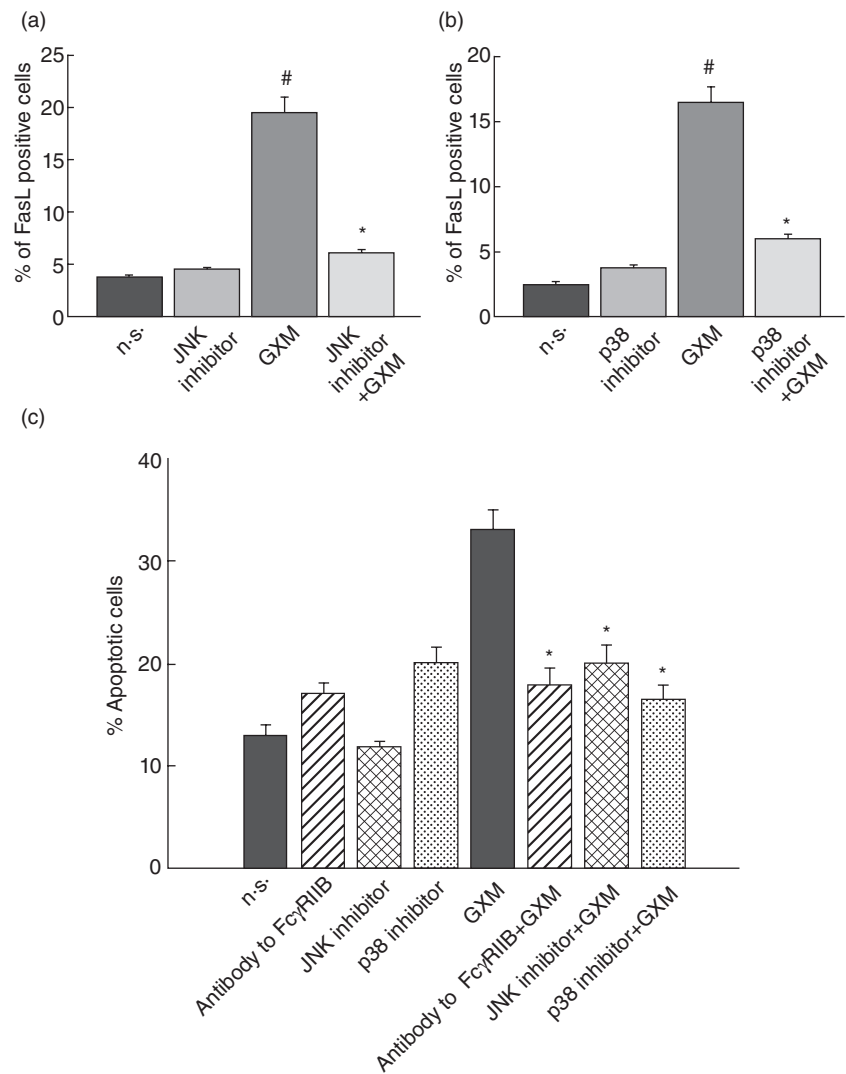 (a)
25
20
15
10
5
0
% of FasL positive cells
#
*
n·s·
JNK
inhibitor
GXM
JNK
inhibitor
+GXM
(b)
20
15
10
5
0
% of FasL positive cells
#
*
n·s·
p38
inhibitor
GXM
p38
inhibitor
+GXM
(c)
40
30
20
10
0
% Apoptotic cells
*
*
*
n·s·
Antibody to FcγRIIB
JNK inhibitor
p38 inhibitor
GXM
Antibody to FcγRIIB+GXM
JNK inhibitor+GXM
p38 inhibitor+GXM